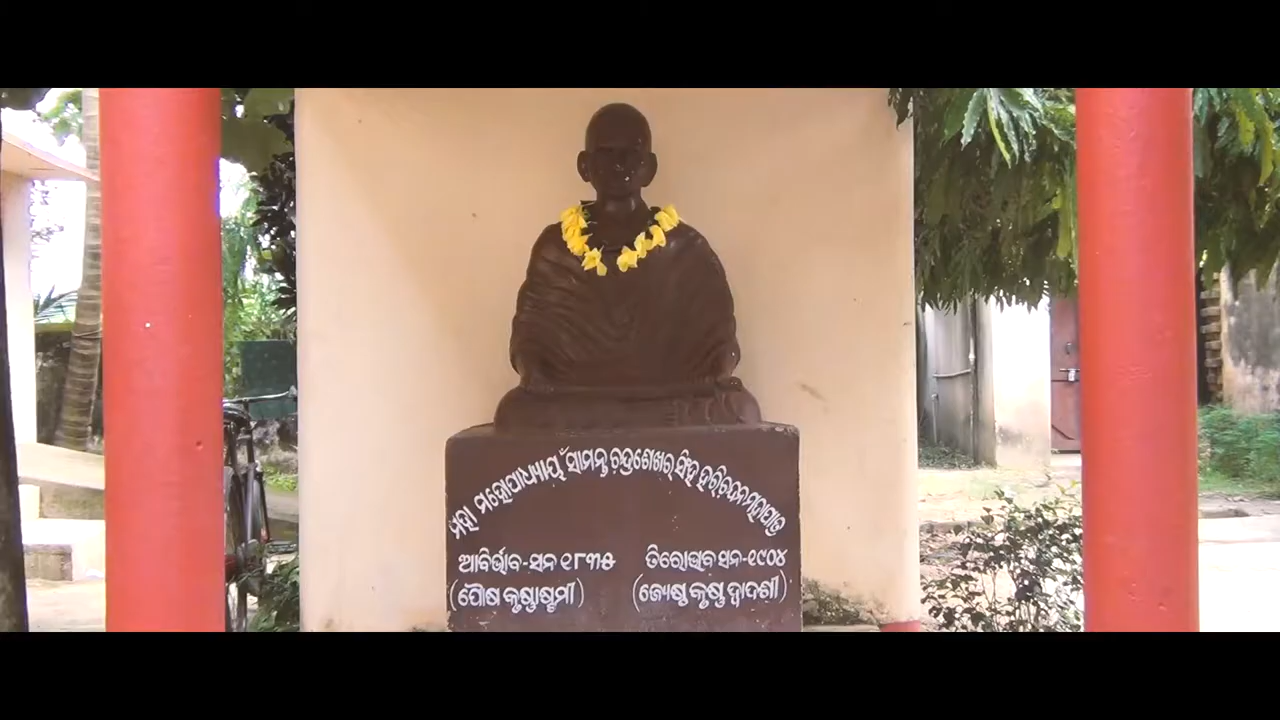 ମହା ମହୋପାଧ୍ୟାୟ ସାମନ୍ତ ଚନ୍ଦ୍ରଶେଖର ସିଂହ ହରିଚନ୍ଦନ ମହାପାତ୍ର
ଆବିର୍ଭାବ-ସନ ୧୮୩୫ ତିରୋଭାବ ସନ-୧୯୦୪
(ପୌଷ କୃଷ୍ଣାଷ୍ଟମୀ) (ଜ୍ୟେଷ୍ଠ କୃଷ୍ଣ ଦ୍ୱାଦଶୀ)